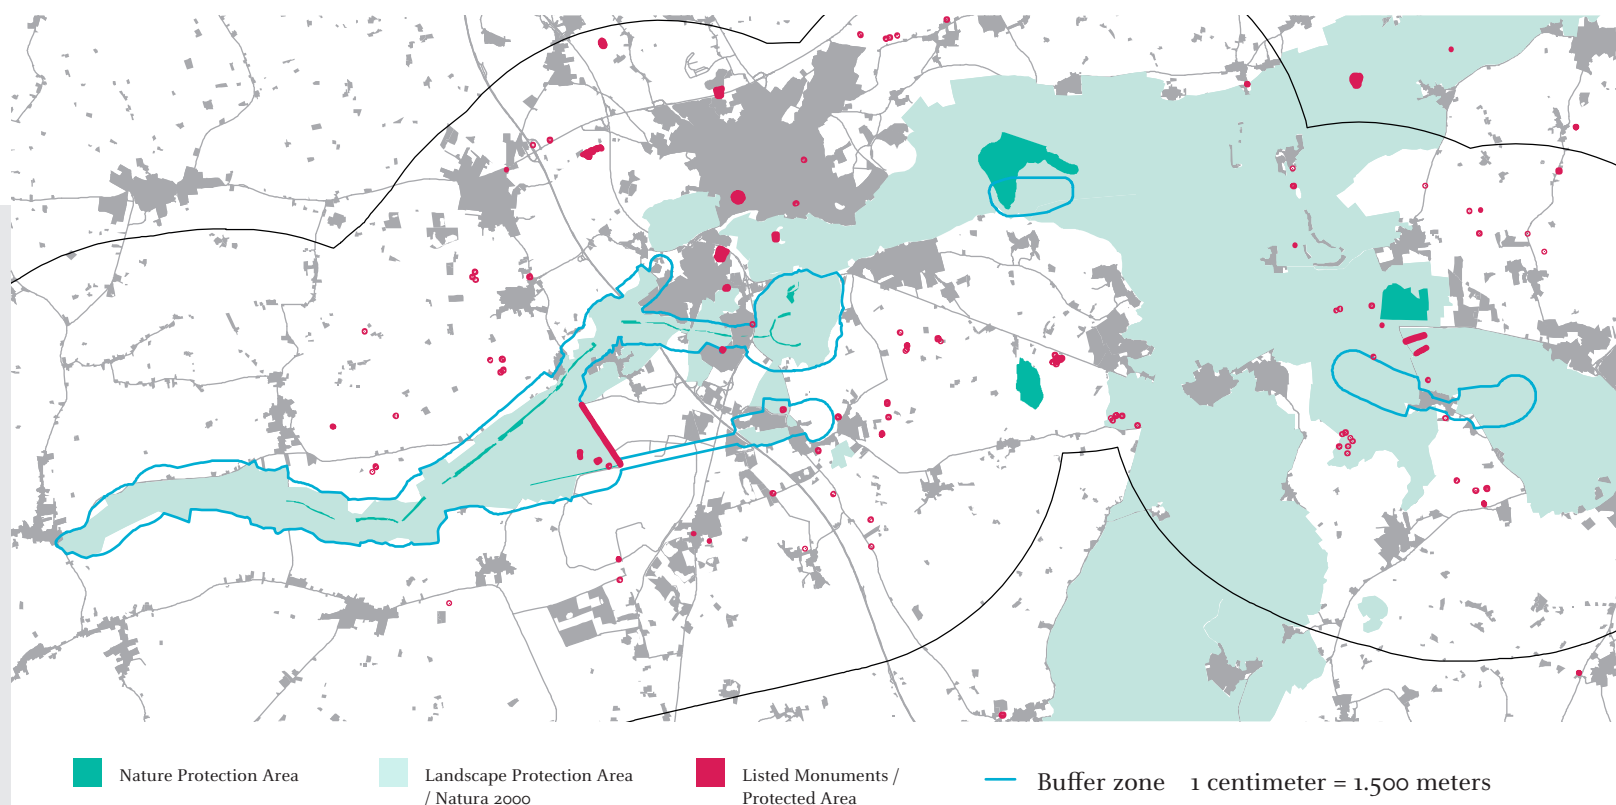 Nature Protection Area
Landscape Protection Area
/ Natura 2000
Listed Monuments /
Protected Area
Buffer zone 1 centimeter = 1.500 meters